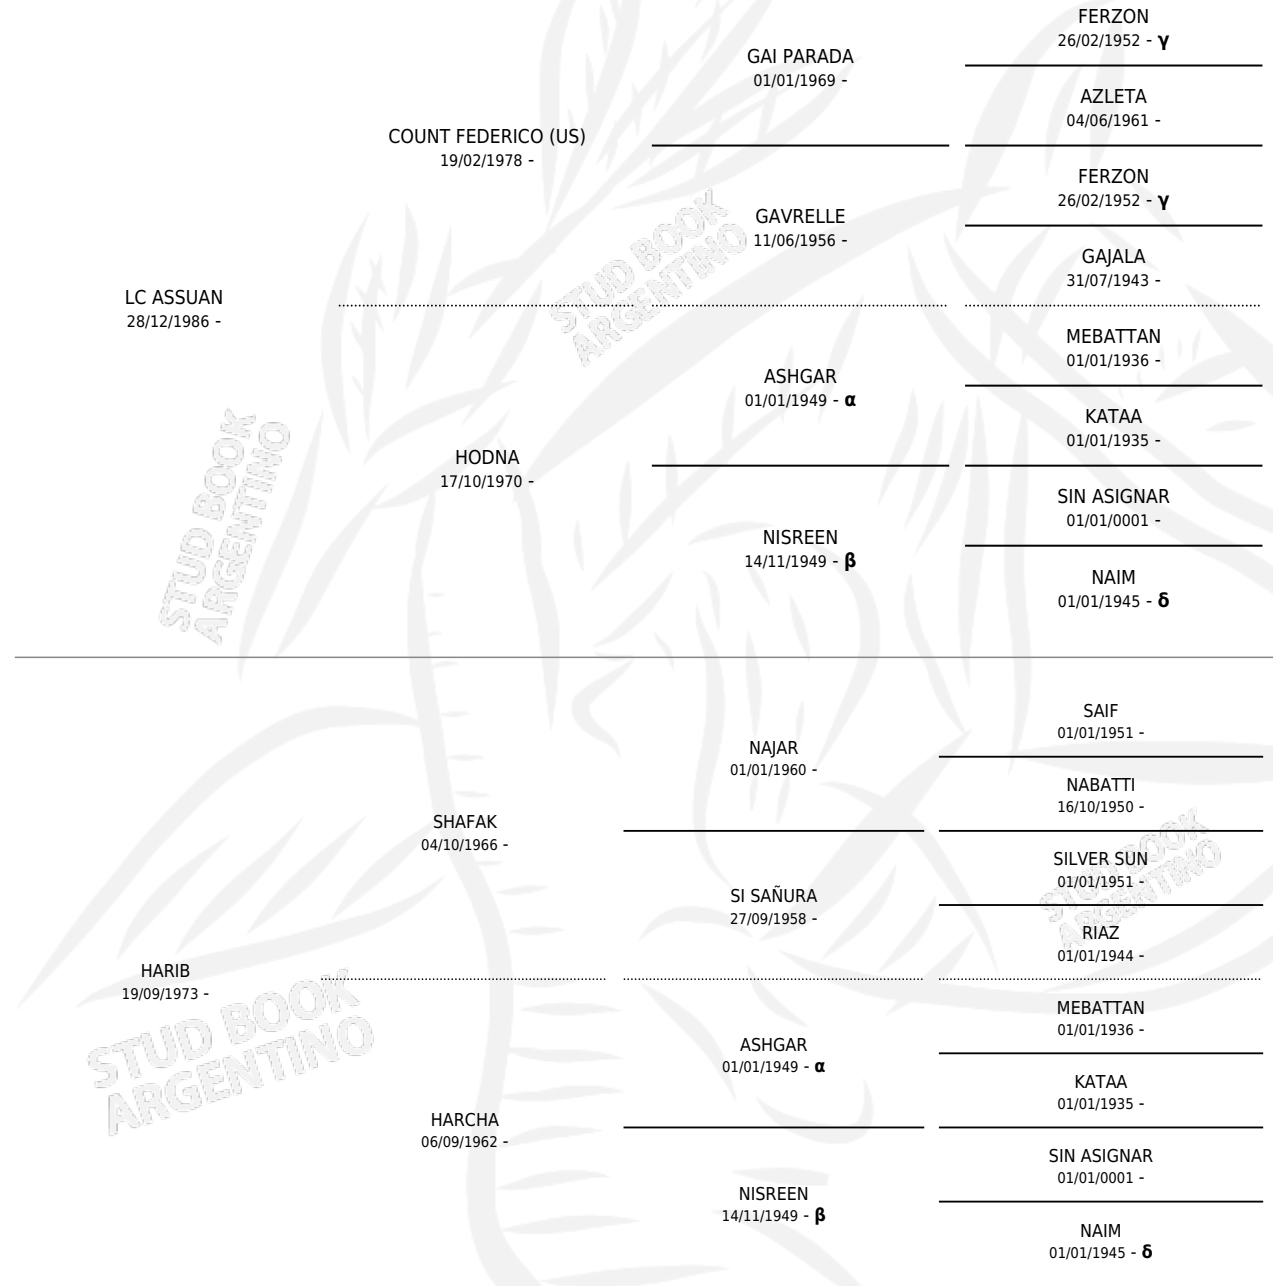 FERZON
26/02/1952 - γ
GAI PARADA
01/01/1969 -
AZLETA
04/06/1961 -
COUNT FEDERICO (US)
19/02/1978 -
FERZON
26/02/1952 - γ
GAVRELLE
11/06/1956 -
GAJALA
31/07/1943 -
LC ASSUAN
28/12/1986 -
MEBATTAN
01/01/1936 -
ASHGAR
01/01/1949 - α
KATAA
01/01/1935 -
HODNA
17/10/1970 -
SIN ASIGNAR
01/01/0001 -
NISREEN
14/11/1949 - β
NAIM
01/01/1945 - δ
SAIF
01/01/1951 -
NAJAR
01/01/1960 -
NABATTI
16/10/1950 -
SHAFAK
04/10/1966 -
SILVER SUN
01/01/1951 -
SI SAÑURA
27/09/1958 -
RIAZ
01/01/1944 -
HARIB
19/09/1973 -
MEBATTAN
01/01/1936 -
ASHGAR
01/01/1949 - α
KATAA
01/01/1935 -
HARCHA
06/09/1962 -
SIN ASIGNAR
01/01/0001 -
NISREEN
14/11/1949 - β
NAIM
01/01/1945 - δ
STUD BOOK
ARGENTINO
STUD BOOK
ARGENTINO
STUD BOOK
ARGENTINO
STUD BOOK
ARGENTINO